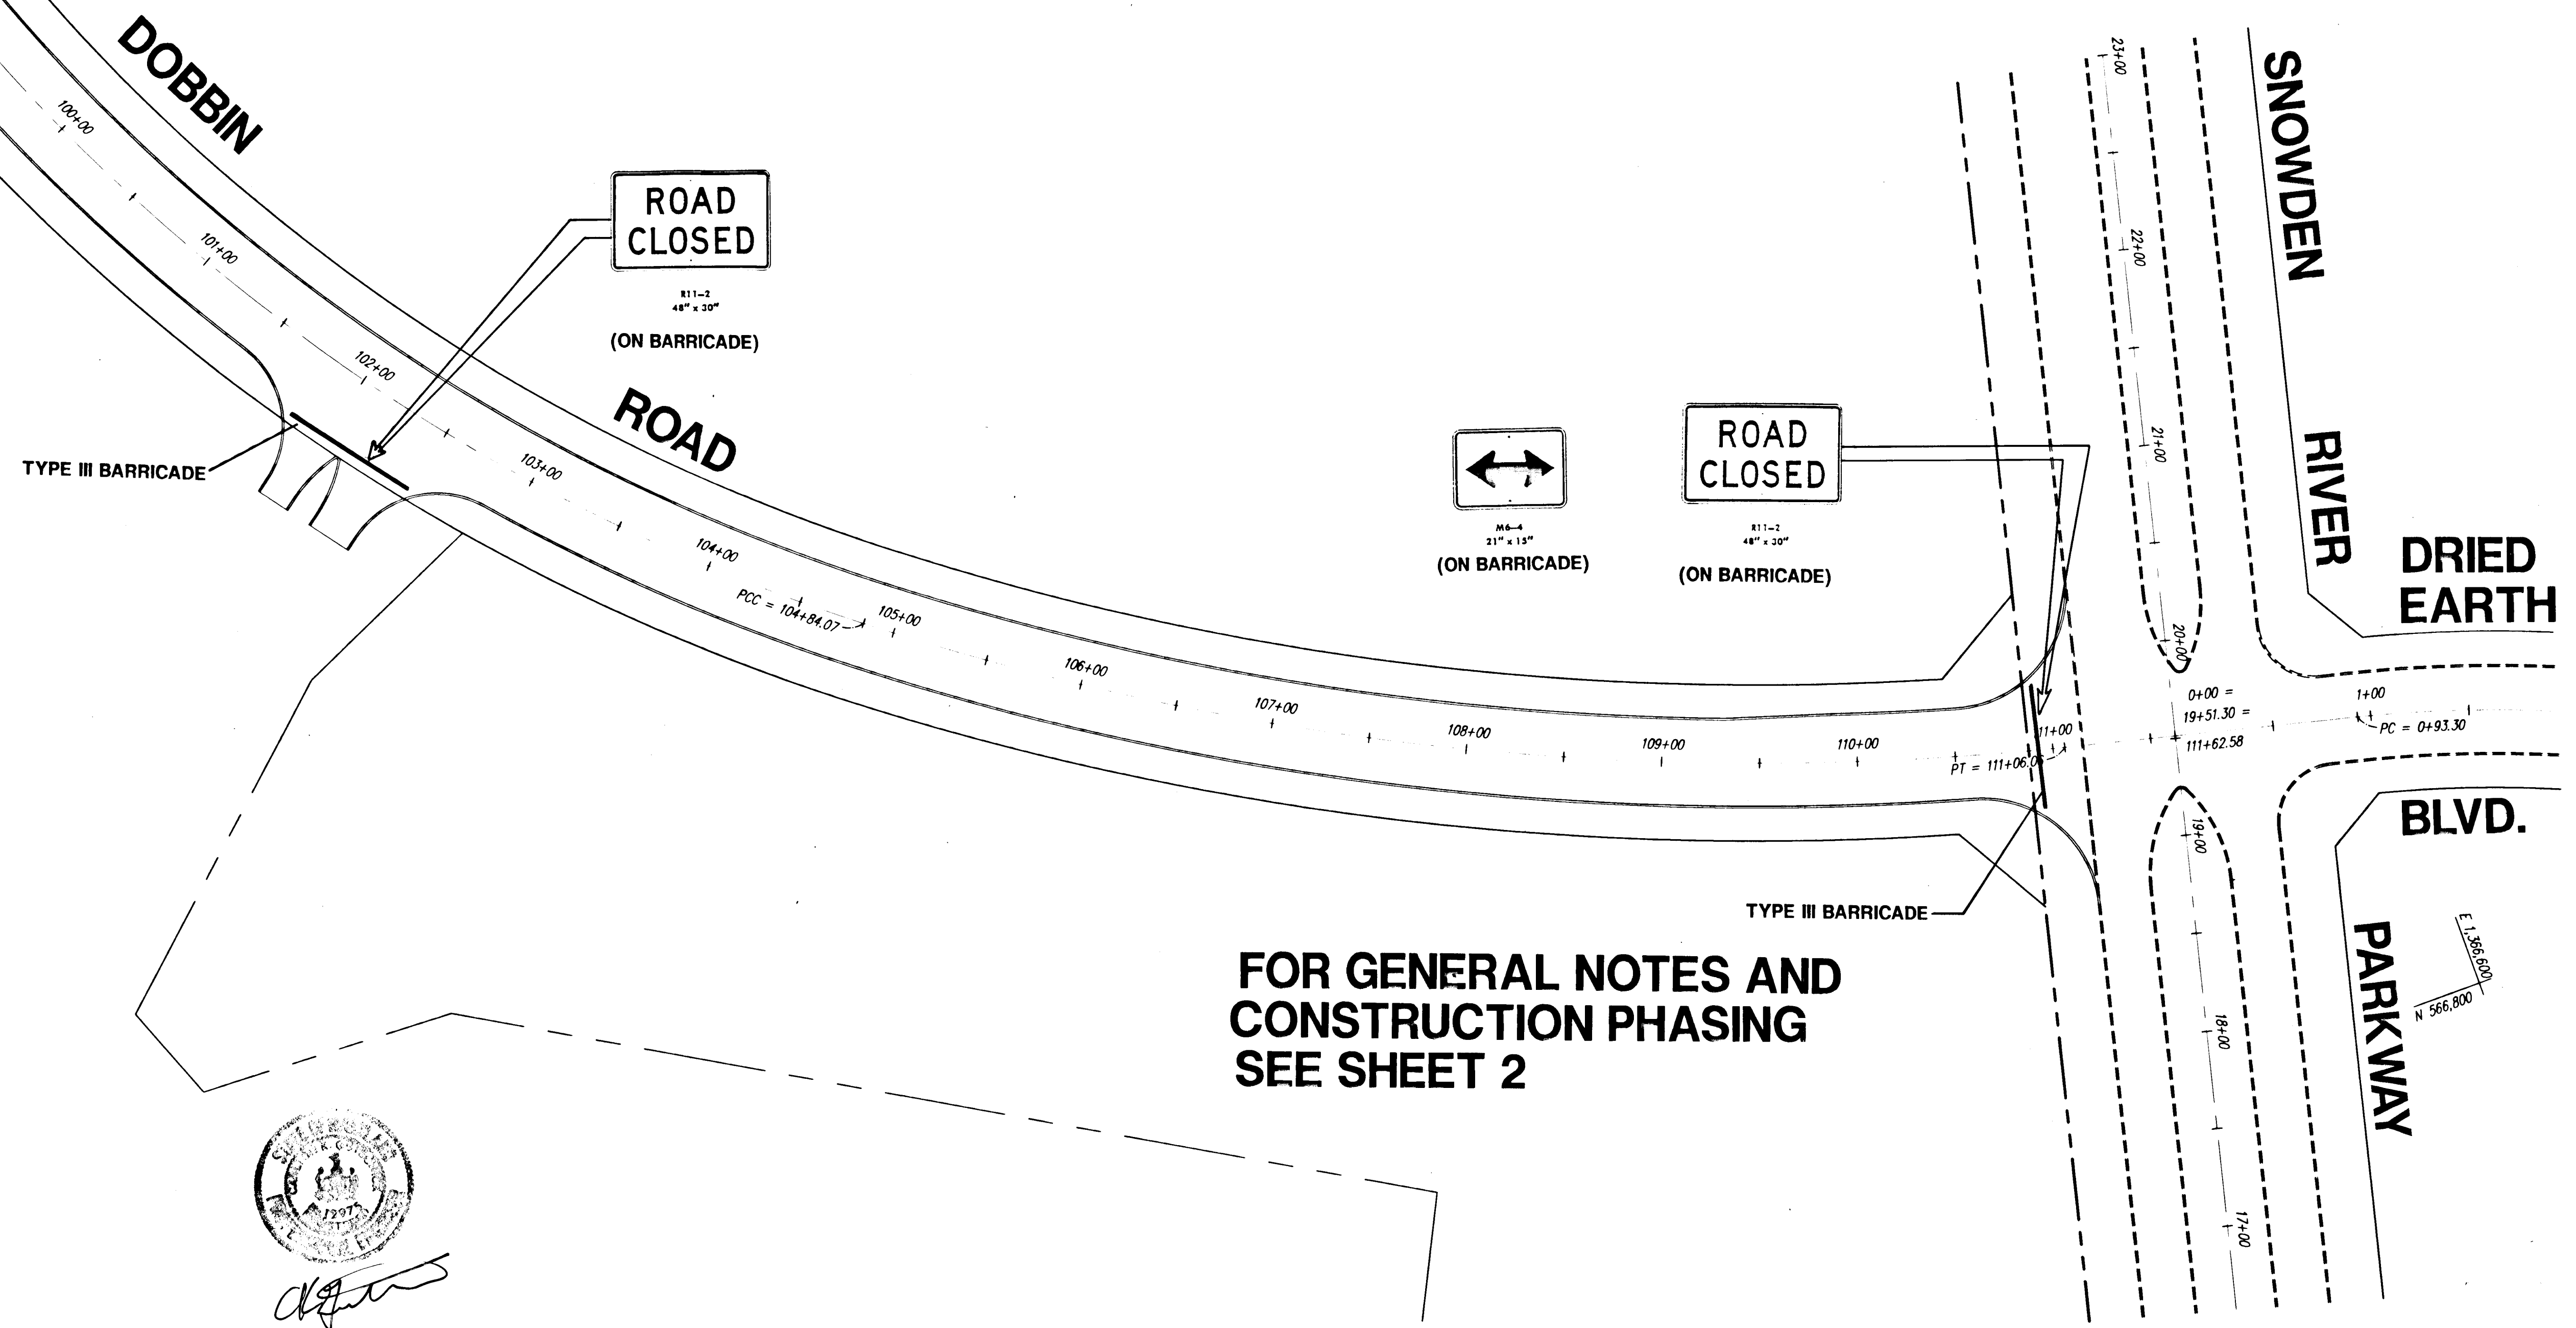 DOBBIN
ROAD
100+00
101+00
102+00
103+00
104+00
PCC = 104+84.07
105+00
106+00
107+00
108+00
109+00
110+00
11+00
PT = 111+06.0
ROAD
CLOSED
R11-2
48" x 30"
(ON BARRICADE)
TYPE III BARRICADE
M6-4
21" x 15"
(ON BARRICADE)
ROAD
CLOSED
R11-2
48" x 30"
(ON BARRICADE)
TYPE III BARRICADE
SNOWDEN
RIVER
PARKWAY
23+00
22+00
21+00
20+00
19+00
18+00
17+00
0+00 =
19+51.30 =
111+62.58
1+00
PC = 0+93.30
DRIED
EARTH
BLVD.
E 1,366,600
N 566,800
FOR GENERAL NOTES AND
CONSTRUCTION PHASING
SEE SHEET 2
12975